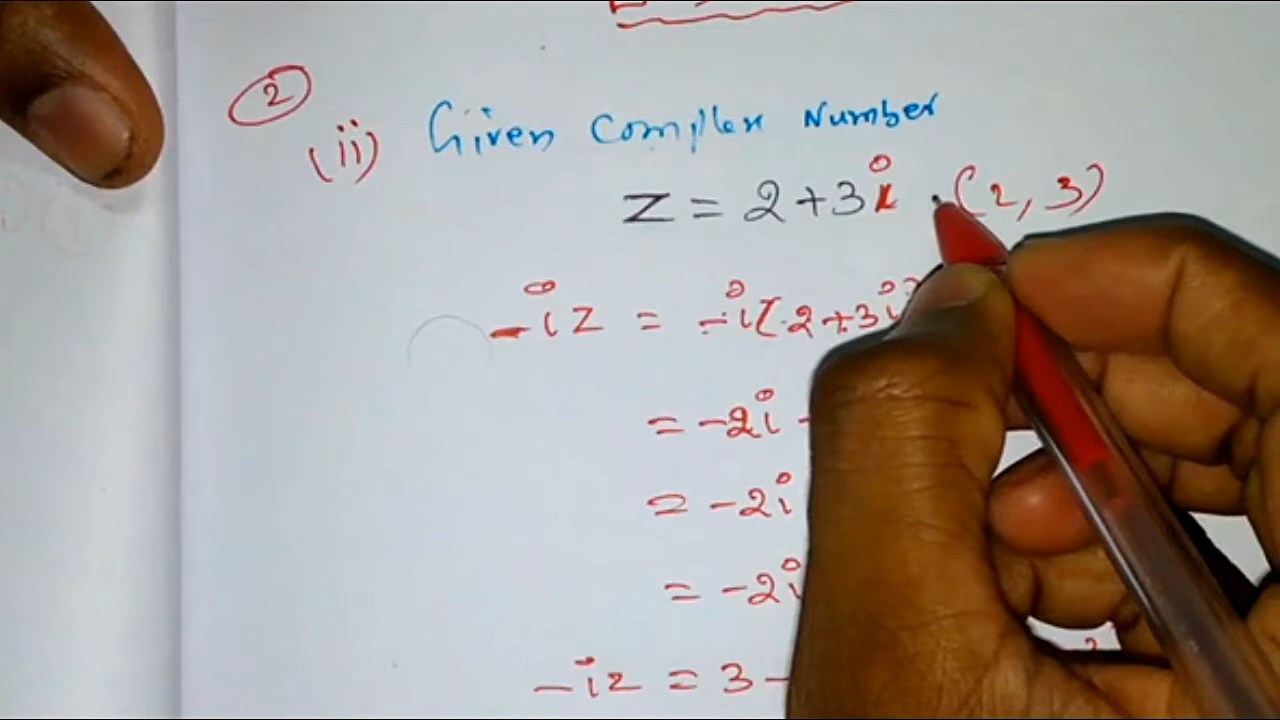 2
(ii) Given Complex Number
z = 2+3i (2, 3)
-iz = -i[2+3i]
= -2i -
= -2i
= -2i
-iz = 3-